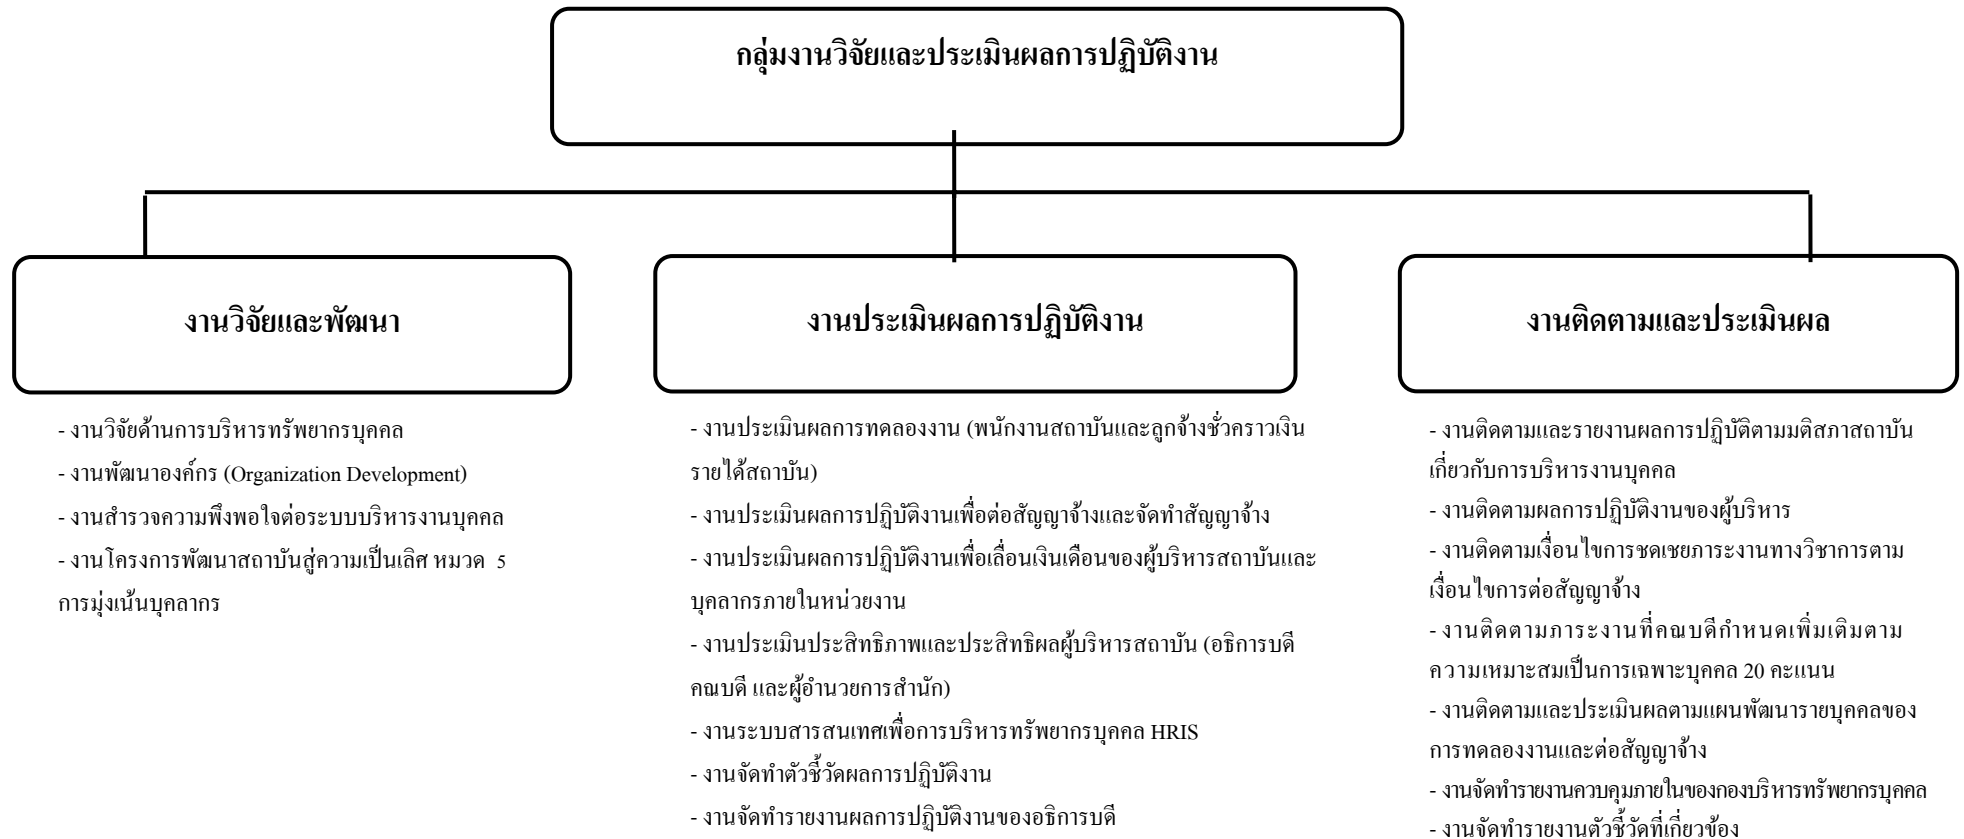 กลุ่มงานวิจัยและประเมินผลการปฏิบัติงาน
งานวิจัยและพัฒนา
- งานวิจัยด้านการบริหารทรัพยากรบุคคล
- งานพัฒนาองค์กร (Organization Development)
- งานสำรวจความพึงพอใจต่อระบบบริหารงานบุคคล
- งานโครงการพัฒนาสถาบันสู่ความเป็นเลิศ หมวด 5
การมุ่งเน้นบุคลากร
งานประเมินผลการปฏิบัติงาน
- งานประเมินผลการทดลองงาน (พนักงานสถาบันและลูกจ้างชั่วคราวเงิน
รายได้สถาบัน)
- งานประเมินผลการปฏิบัติงานเพื่อต่อสัญญาจ้างและจัดทำสัญญาจ้าง
- งานประเมินผลการปฏิบัติงานเพื่อเลื่อนเงินเดือนของผู้บริหารสถาบันและ
บุคลากรภายในหน่วยงาน
- งานประเมินประสิทธิภาพและประสิทธิผลผู้บริหารสถาบัน (อธิการบดี
คณบดี และผู้อำนวยการสำนัก)
- งานระบบสารสนเทศเพื่อการบริหารทรัพยากรบุคคล HRIS
- งานจัดทำตัวชี้วัดผลการปฏิบัติงาน
- งานจัดทำรายงานผลการปฏิบัติงานของอธิการบดี
งานติดตามและประเมินผล
- งานติดตามและรายงานผลการปฏิบัติตามมติสภาสถาบัน
เกี่ยวกับการบริหารงานบุคคล
- งานติดตามผลการปฏิบัติงานของผู้บริหาร
- งานติดตามเงื่อนไขการชดเชยภาระงานทางวิชาการตาม
เงื่อนไขการต่อสัญญาจ้าง
- งานติดตามภาระงานที่คณบดีกำหนดเพิ่มเติมตาม
ความเหมาะสมเป็นการเฉพาะบุคคล 20 คะแนน
- งานติดตามและประเมินผลตามแผนพัฒนารายบุคคลของ
การทดลองงานและต่อสัญญาจ้าง
- งานจัดทำรายงานควบคุมภายในของกองบริหารทรัพยากรบุคคล
- งานจัดทำรายงานตัวชี้วัดที่เกี่ยวข้อง